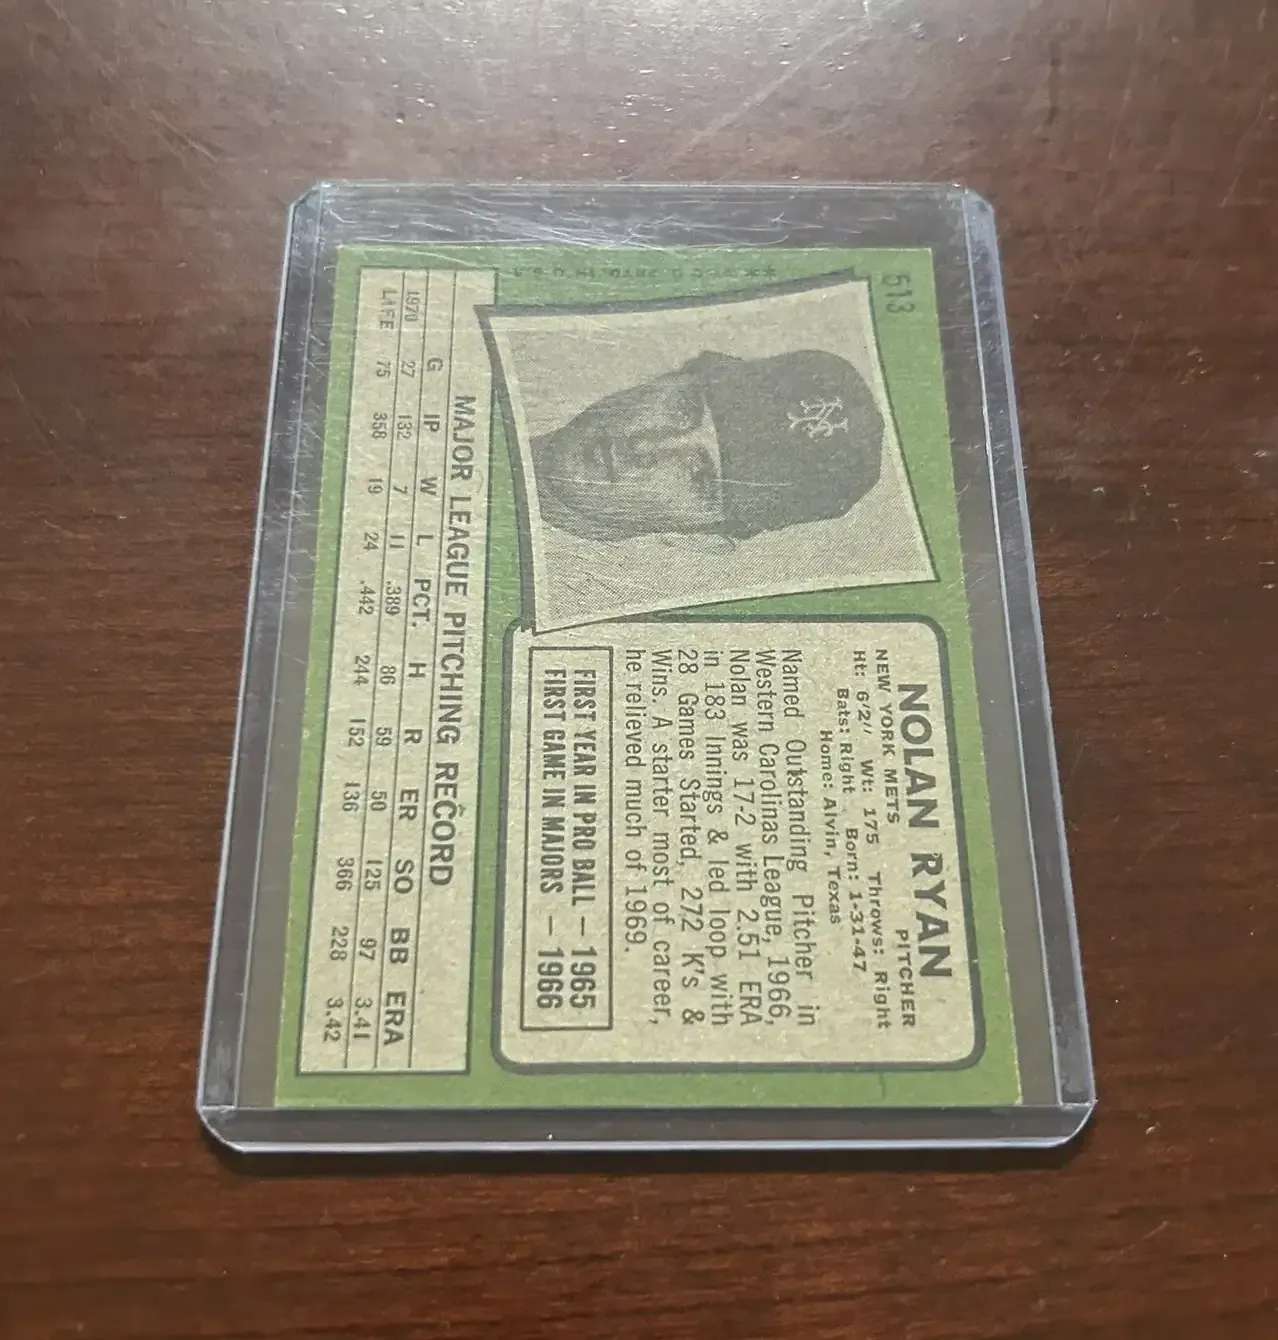 513
NOLAN RYAN
PITCHER
NEW YORK METS
Ht: 6'2" Wt: 175 Throws: Right
Bats: Right Born: 1-31-47
Home: Alvin, Texas
Named Outstanding Pitcher in
Western Carolinas League, 1966,
Nolan was 17-2 with 2.51 ERA
in 183 Innings & led loop with
28 Games Started, 272 K's &
Wins. A starter most of career,
he relieved much of 1969.
FIRST YEAR IN PRO BALL — 1965
FIRST GAME IN MAJORS — 1966
NY
MAJOR LEAGUE PITCHING RECORD
G IP W L PCT. H R ER SO BB ERA
1970 27 132 7 11 .389 86 59 50 125 97 3.41
LIFE 75 358 19 24 .442 244 152 136 366 228 3.42